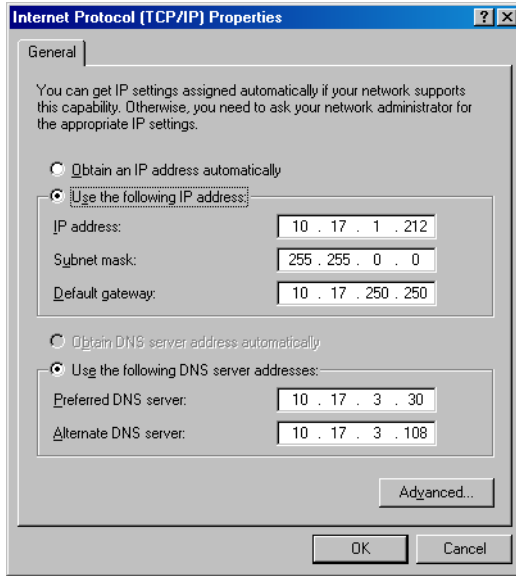 Internet Protocol (TCP/IP) Properties
General
You can get IP settings assigned automatically if your network supports
this capability. Otherwise, you need to ask your network administrator for
the appropriate IP settings.
Obtain an IP address automatically
Use the following IP address:
IP address: 10 . 17 . 1 . 212
Subnet mask: 255 . 255 . 0 . 0
Default gateway: 10 . 17 . 250 . 250
Obtain DNS server address automatically
Use the following DNS server addresses:
Preferred DNS server: 10 . 17 . 3 . 30
Alternate DNS server: 10 . 17 . 3 . 108
Advanced...
OK Cancel